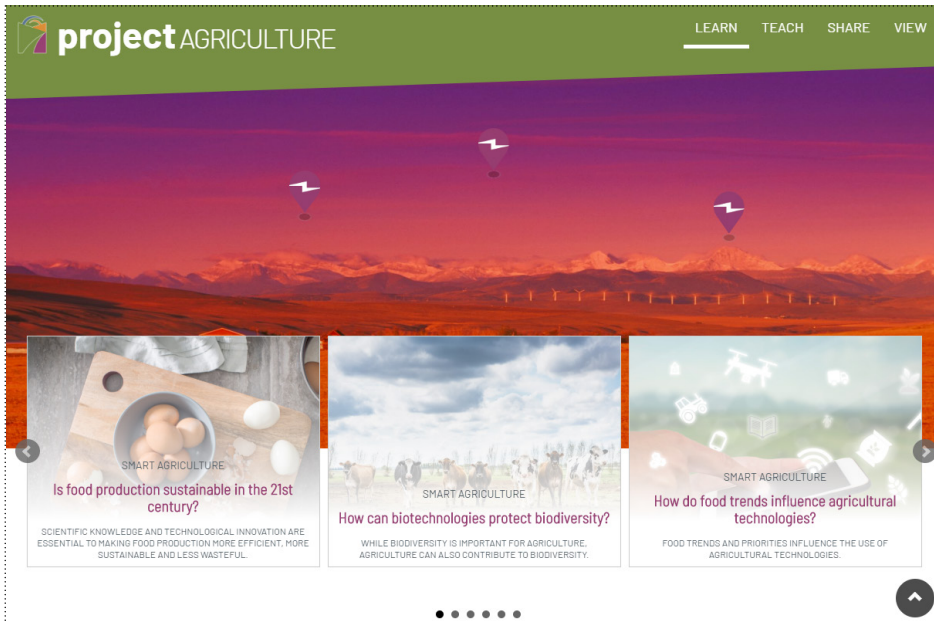 project AGRICULTURE
LEARN TEACH SHARE VIEW
SMART AGRICULTURE
Is food production sustainable in the 21st
century?
SCIENTIFIC KNOWLEDGE AND TECHNOLOGICAL INNOVATION ARE
ESSENTIAL TO MAKING FOOD PRODUCTION MORE EFFICIENT, MORE
SUSTAINABLE AND LESS WASTEFUL.
SMART AGRICULTURE
How can biotechnologies protect biodiversity?
WHILE BIODIVERSITY IS IMPORTANT FOR AGRICULTURE,
AGRICULTURE CAN ALSO CONTRIBUTE TO BIODIVERSITY.
SMART AGRICULTURE
How do food trends influence agricultural
technologies?
FOOD TRENDS AND PRIORITIES INFLUENCE THE USE OF
AGRICULTURAL TECHNOLOGIES.